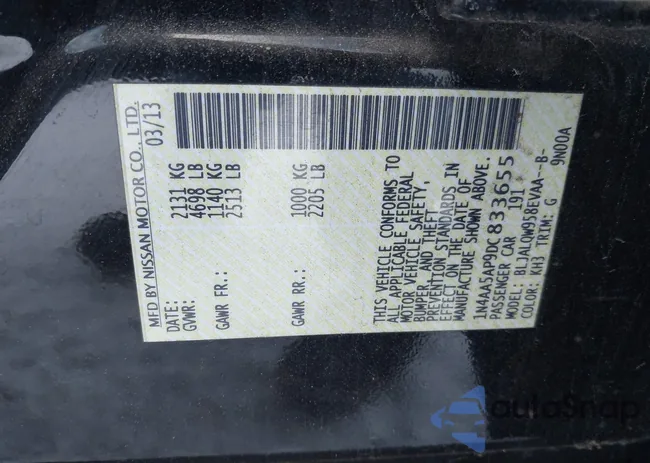 MFD BY NISSAN MOTOR CO., LTD.
DATE: 03/13
GVWR: 2131 KG
4698 LB
GAWR FR.: 1140 KG
2513 LB
GAWR RR.: 1000 KG
2205 LB
THIS VEHICLE CONFORMS TO
ALL APPLICABLE FEDERAL
MOTOR VEHICLE SAFETY,
BUMPER, AND THEFT
PREVENTION STANDARDS IN
EFFECT ON THE DATE OF
MANUFACTURE SHOWN ABOVE.
1N4AA5AP9DC833655
PASSENGER CAR 191
MODEL: BLJALQW958EVAA--B-
COLOR: KH3 TRIM: G 9N00A
autoSnap